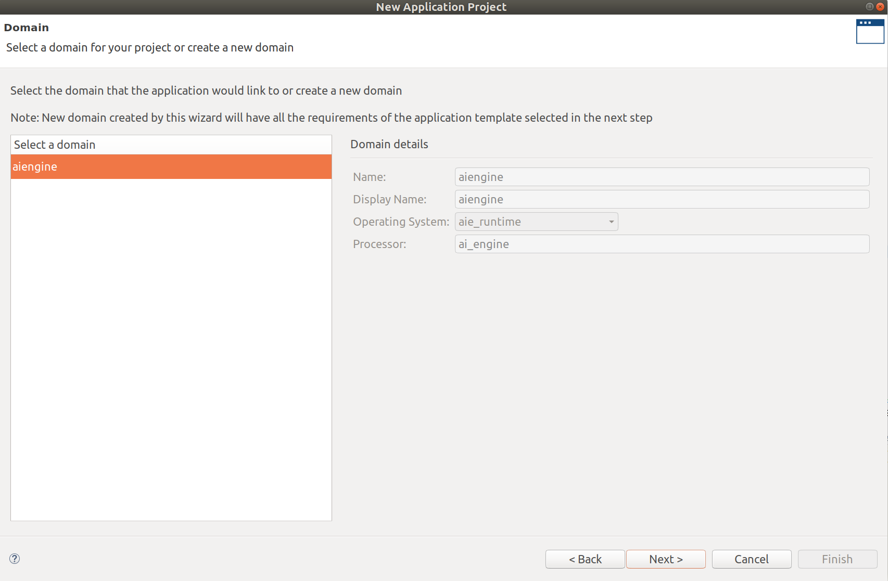 New Application Project
Domain
Select a domain for your project or create a new domain
Select the domain that the application would link to or create a new domain
Note: New domain created by this wizard will have all the requirements of the application template selected in the next step
Select a domain
aiengine
Domain details
Name: aiengine
Display Name: aiengine
Operating System: aie_runtime
Processor: ai_engine
? < Back Next > Cancel Finish